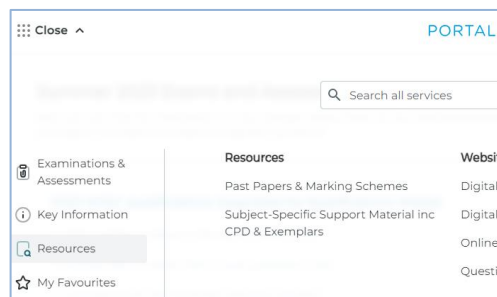 Close
PORTAL
Search all services
Examinations &
Assessments
Key Information
Resources
My Favourites
Resources
Past Papers & Marking Schemes
Subject-Specific Support Material inc
CPD & Exemplars
Websi
Digital
Digital
Online
Questi